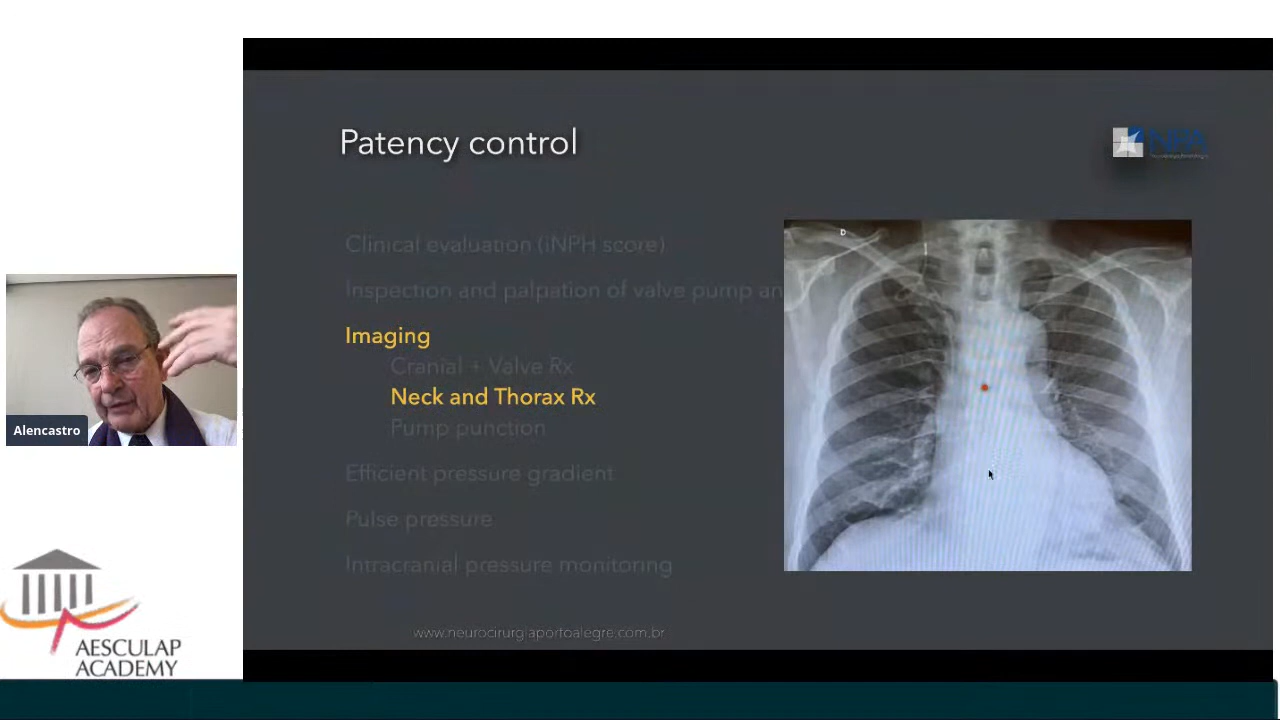 Patency control
NPA
Clinical evaluation (iNPH score)
Inspection and palpation of valve pump an
Imaging
Cranial + Valve Rx
Neck and Thorax Rx
Pump punction
Efficient pressure gradient
Pulse pressure
Intracranial pressure monitoring
www.neurocirurgiaportoalegre.com.br
D
Alencastro
AESCULAP
ACADEMY